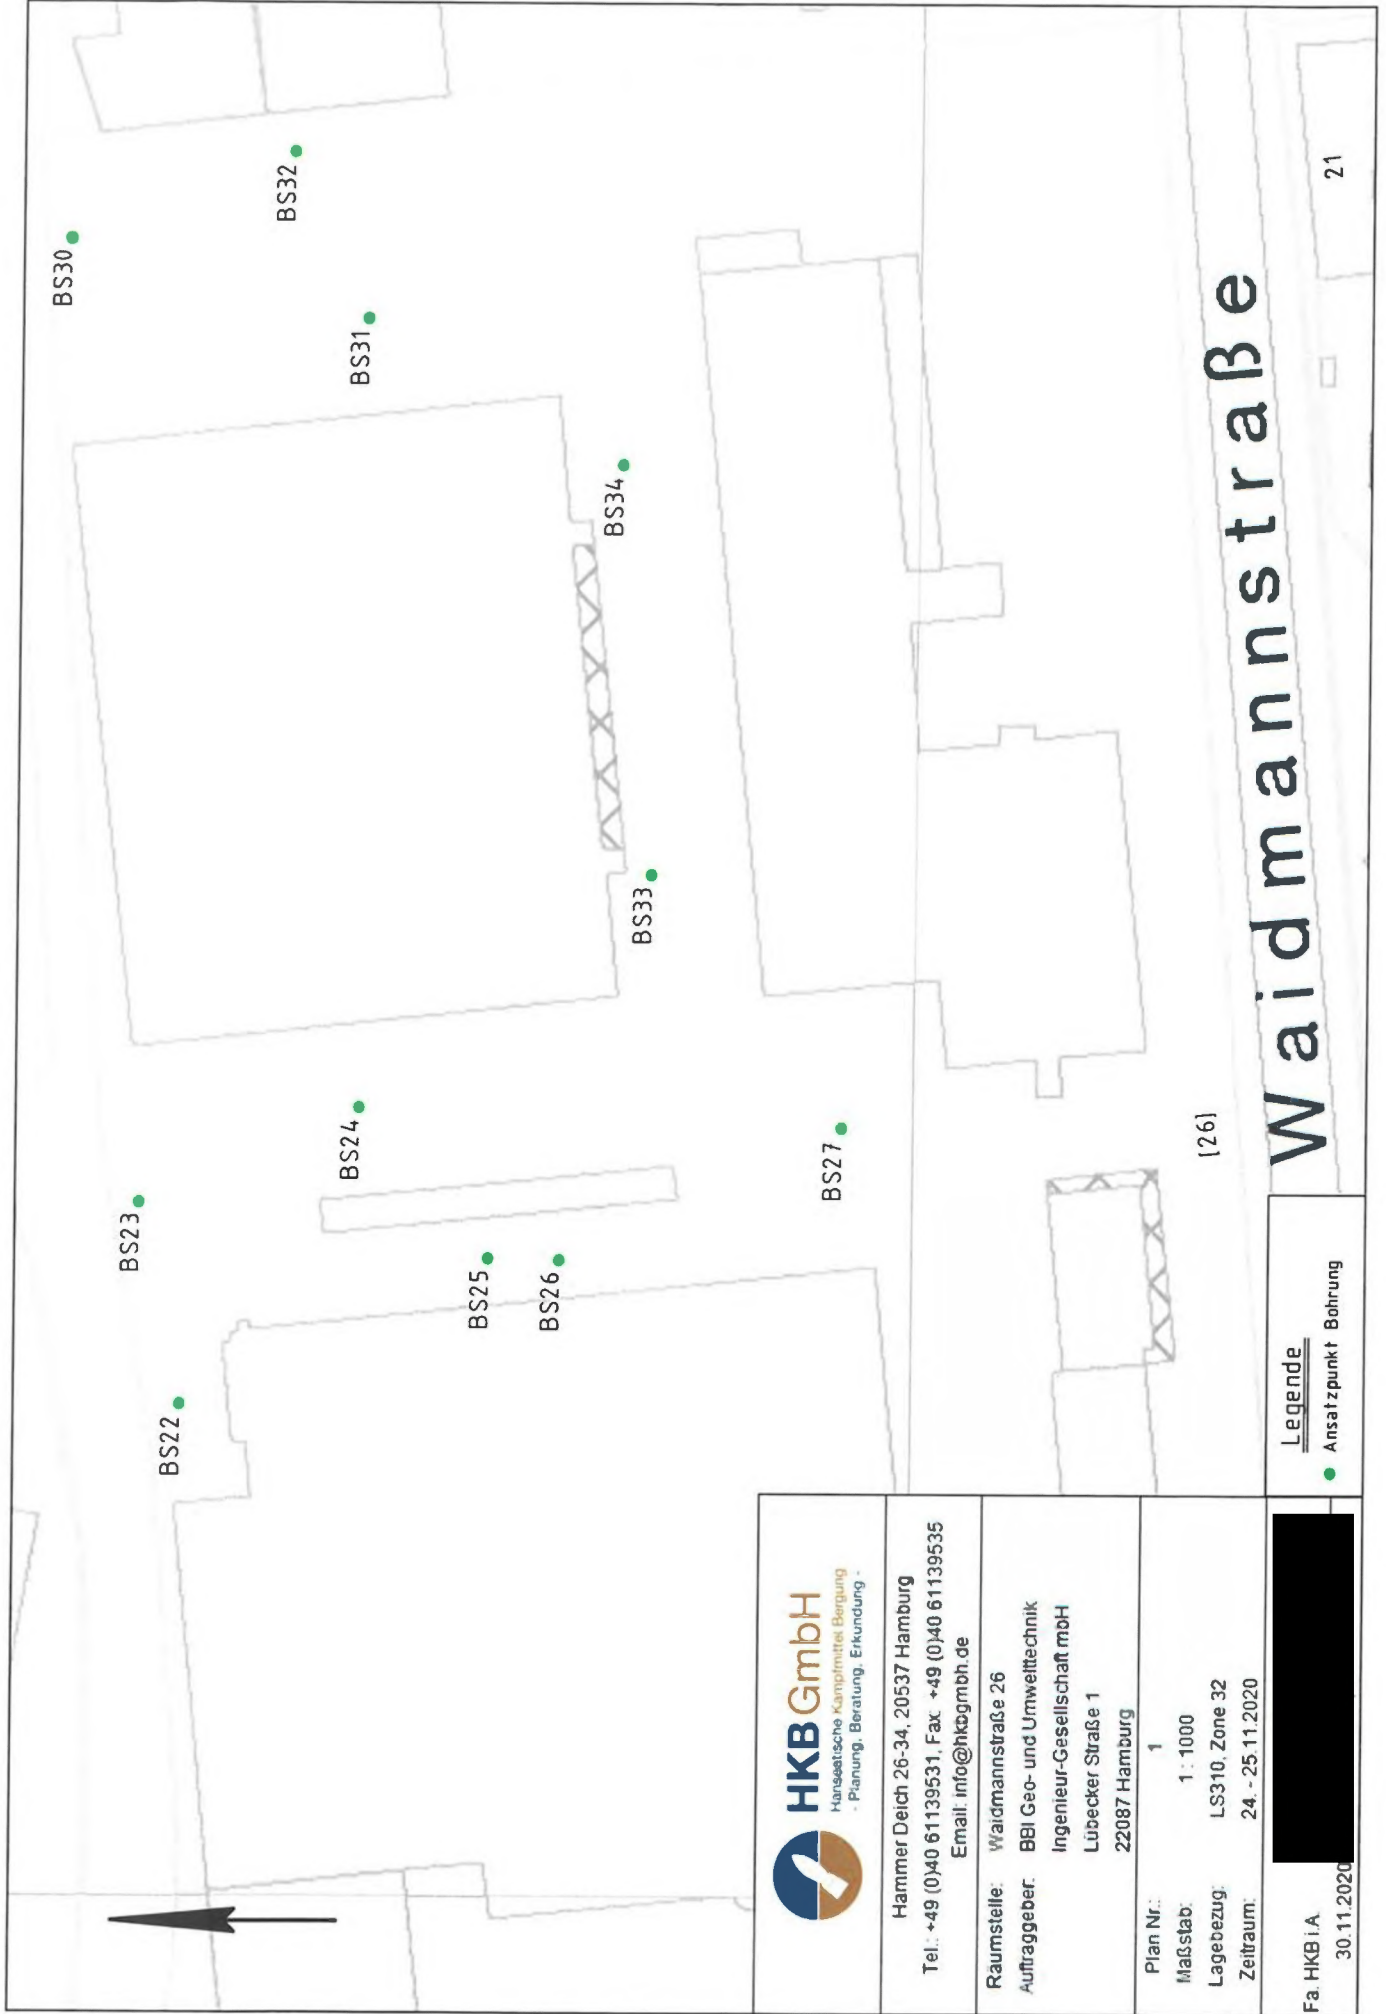 BS30
BS32
BS31
BS34
BS33
BS24
BS23
BS25
BS26
BS27
BS22
21
[26]
Waidmannstraße
Legende
Ansatzpunkt Bohrung
HKB GmbH
Hanseatische Kampfmittel Bergung
- Planung, Beratung, Erkundung -
Hammer Deich 26-34, 20537 Hamburg
Tel.: +49 (0)40 61139531, Fax: +49 (0)40 61139535
Email: info@hkbgmbh.de
Räumstelle: Waidmannstraße 26
Auftraggeber: BBI Geo- und Umwelttechnik
Ingenieur-Gesellschaft mbH
Lübecker Straße 1
22087 Hamburg
Plan Nr.: 1
Maßstab: 1 : 1000
Lagebezug: LS310, Zone 32
Zeitraum: 24. - 25.11.2020
Fa. HKB i.A.
30.11.2020